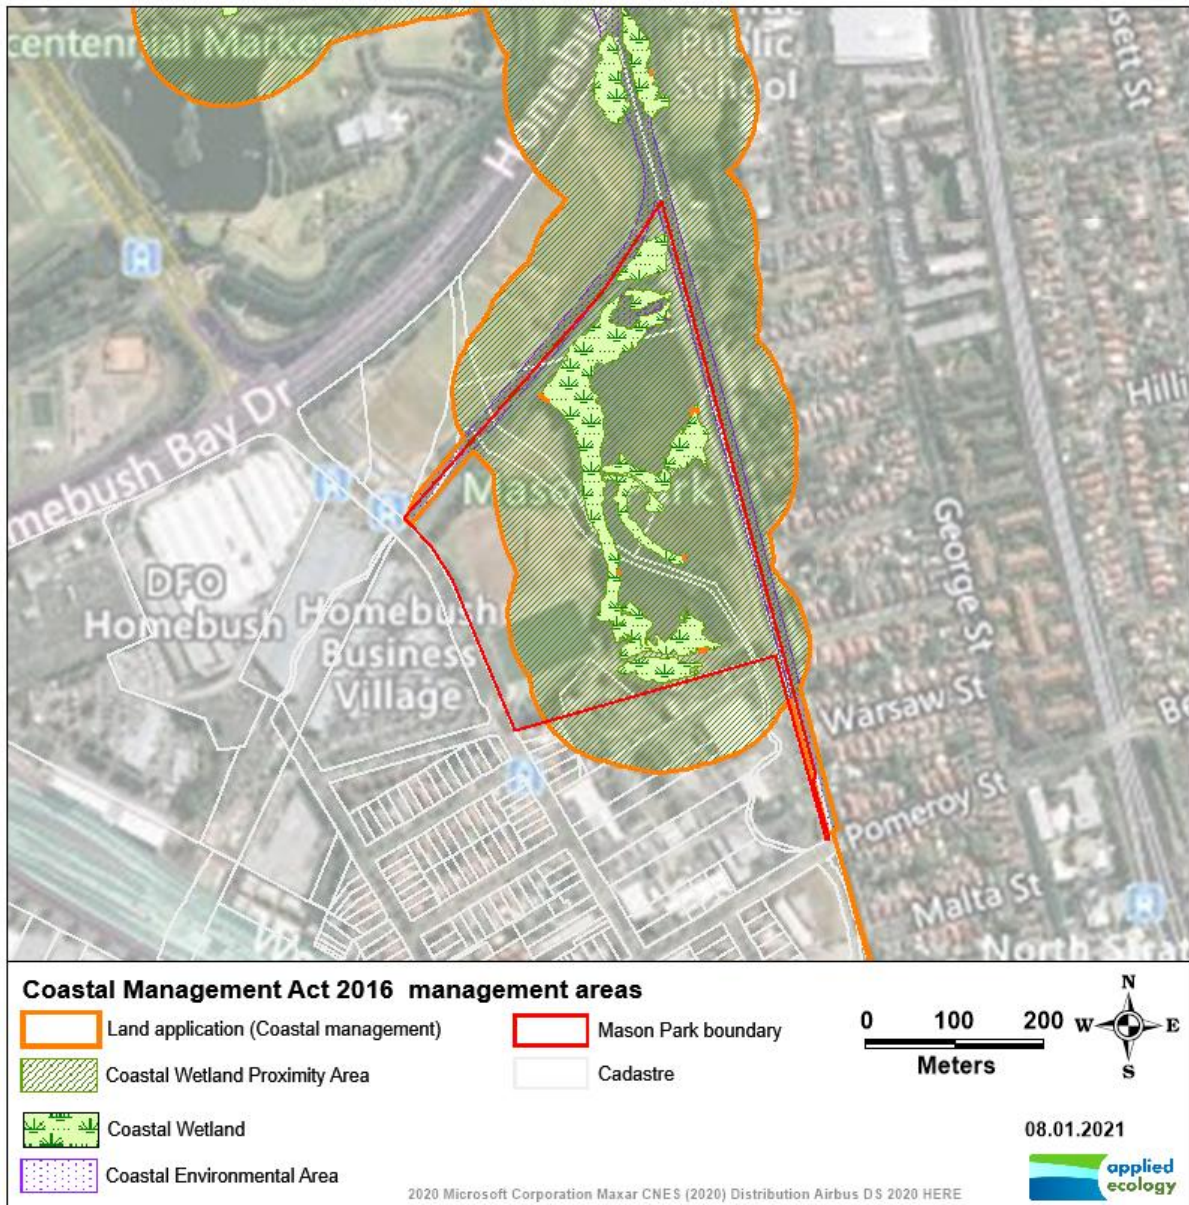 centennial
Public
School
Homebush Bay Dr
Mason Park
DFO
Homebush
Homebush
Business
Village
George St
Warsaw St
Pomeroy St
Malta St
Coastal Management Act 2016 management areas
Land application (Coastal management)
Coastal Wetland Proximity Area
Coastal Wetland
Coastal Environmental Area
Mason Park boundary
Cadastre
0 100 200
Meters
N
W E
S
08.01.2021
applied
ecology
2020 Microsoft Corporation Maxar CNES (2020) Distribution Airbus DS 2020 HERE